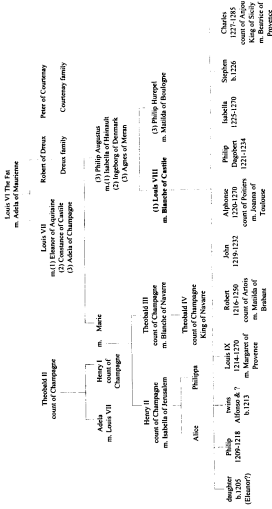 Louis VI The Fat
m. Adela of Maurienne
Theobald II
count of Champagne
Louis VII
m.(1) Eleanor of Aquitaine
(2) Constance of Castile
(3) Adela of Champagne
Robert of Dreux
Dreux family
Peter of Courtenay
Courtenay family
Adela
m. Louis VII
Henry I
count of
Champagne
m.
Marie
(3) Philip Augustus
m.(1) Isabella of Hainault
(2) Ingeborg of Denmark
(3) Agnes of Meran
Henry II
count of Champagne
m. Isabella of Jerusalem
Theobald III
count of Champagne
m. Blanche of Navarre
(1) Louis VIII
m. Blanche of Castile
(3) Philip Hurepel
m. Matilda of Boulogne
Alice
Philippa
Theobald IV
count of Champagne
King of Navarre
daughter
b.1205
(Eleanor?)
Philip
1209-1218
twins
Alfonso & ?
b.1213
Louis IX
1214-1270
m. Margaret of
Provence
Robert
1216-1250
count of Artois
m. Matilda of
Brabant
John
1219-1232
Alphonse
1220-1270
count of Poitiers
m. Joanna of
Toulouse
Philip
Dagobert
1221-1234
Isabella
1225-1270
Stephen
b.1226
Charles
1227-1285
count of Anjou
King of Sicily
m. Beatrice of
Provence